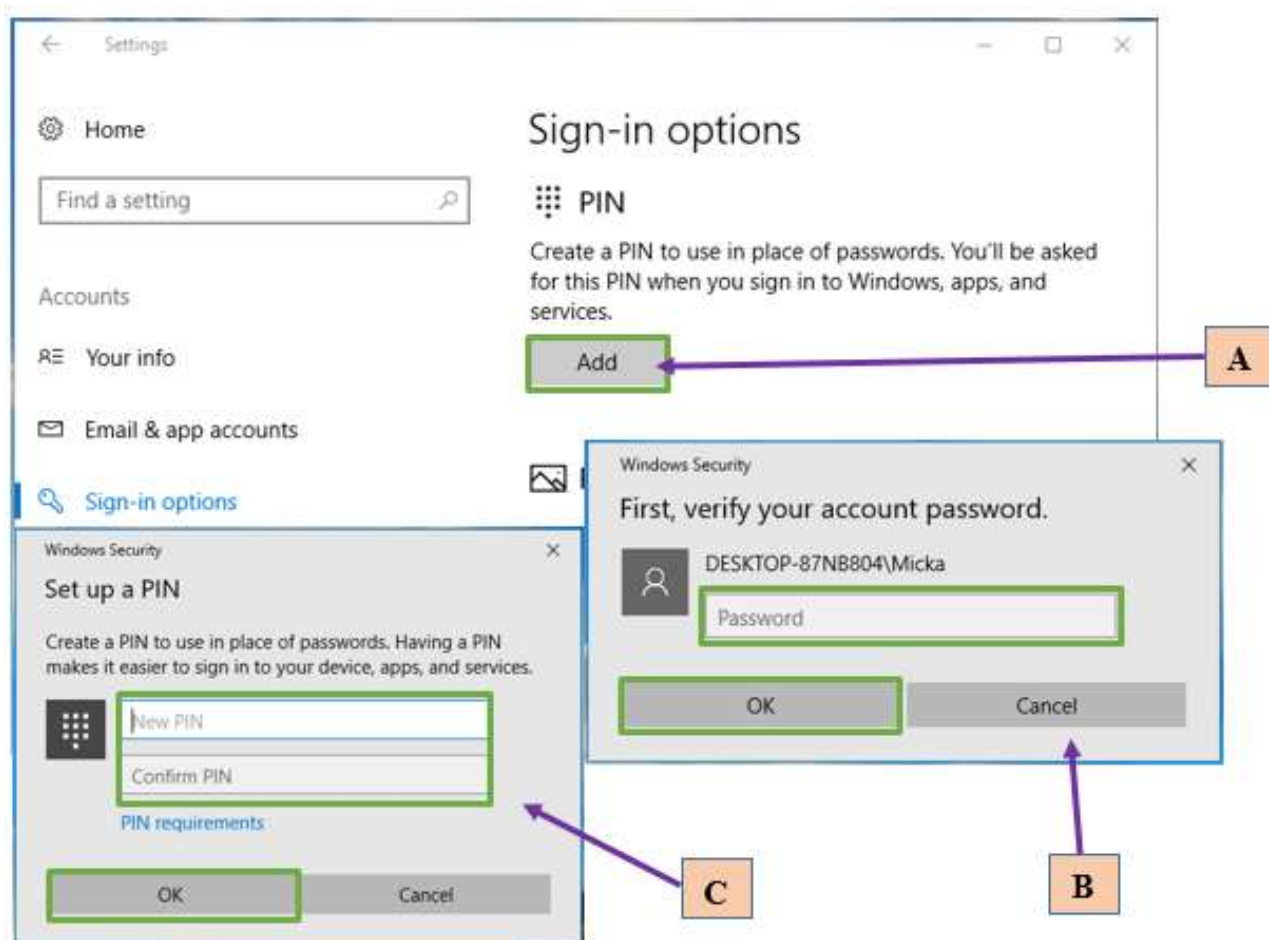 Settings
Home
Find a setting
Accounts
Your info
Email & app accounts
Sign-in options
Sign-in options
PIN
Create a PIN to use in place of passwords. You'll be asked
for this PIN when you sign in to Windows, apps, and
services.
Add
A
Windows Security
First, verify your account password.
DESKTOP-87NB804\Micka
Password
OK Cancel
B
Windows Security
Set up a PIN
Create a PIN to use in place of passwords. Having a PIN
makes it easier to sign in to your device, apps, and services.
New PIN
Confirm PIN
PIN requirements
OK Cancel
C